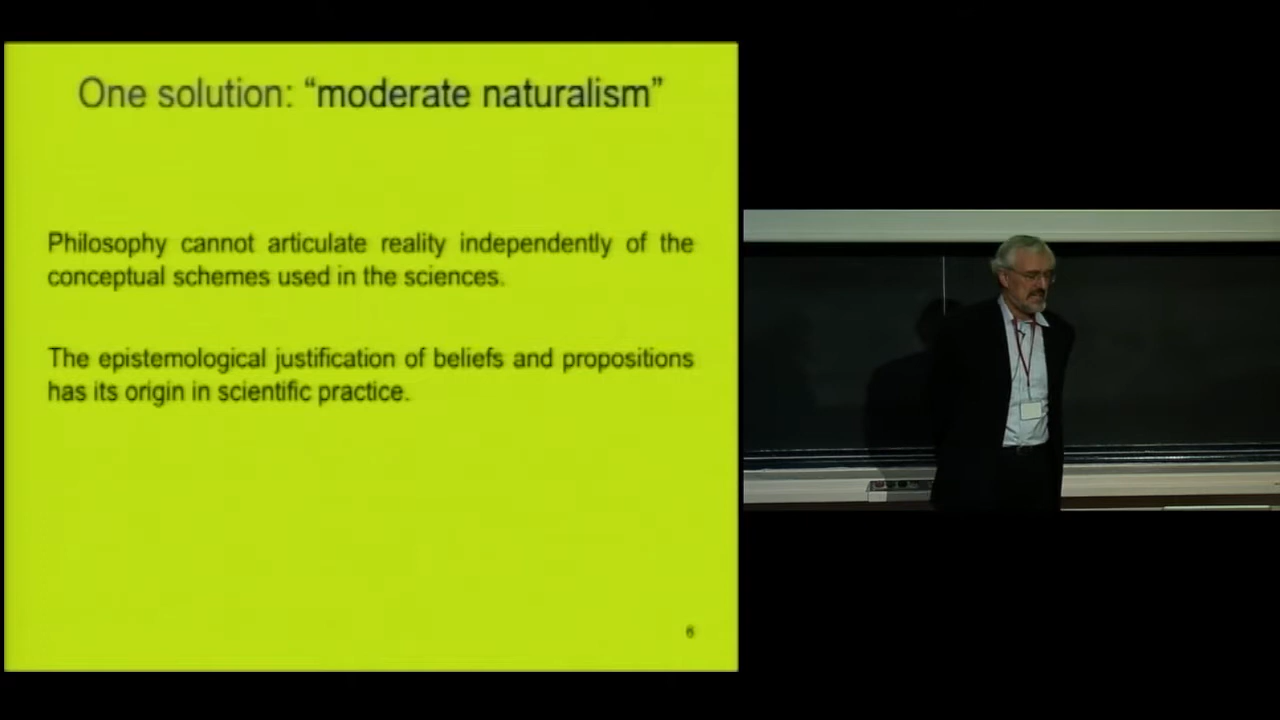 One solution: “moderate naturalism”
Philosophy cannot articulate reality independently of the
conceptual schemes used in the sciences.
The epistemological justification of beliefs and propositions
has its origin in scientific practice.
6